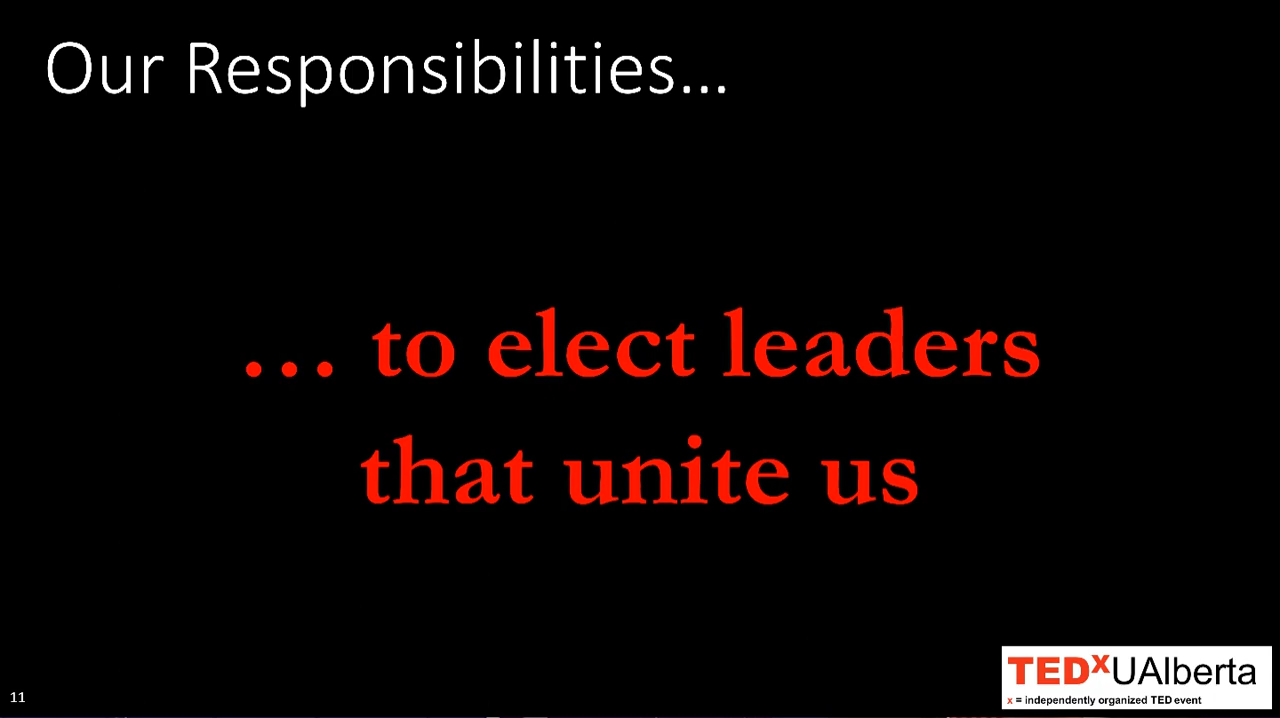 Our Responsibilities...
... to elect leaders
that unite us
11
TEDxUAlberta
x = independently organized TED event